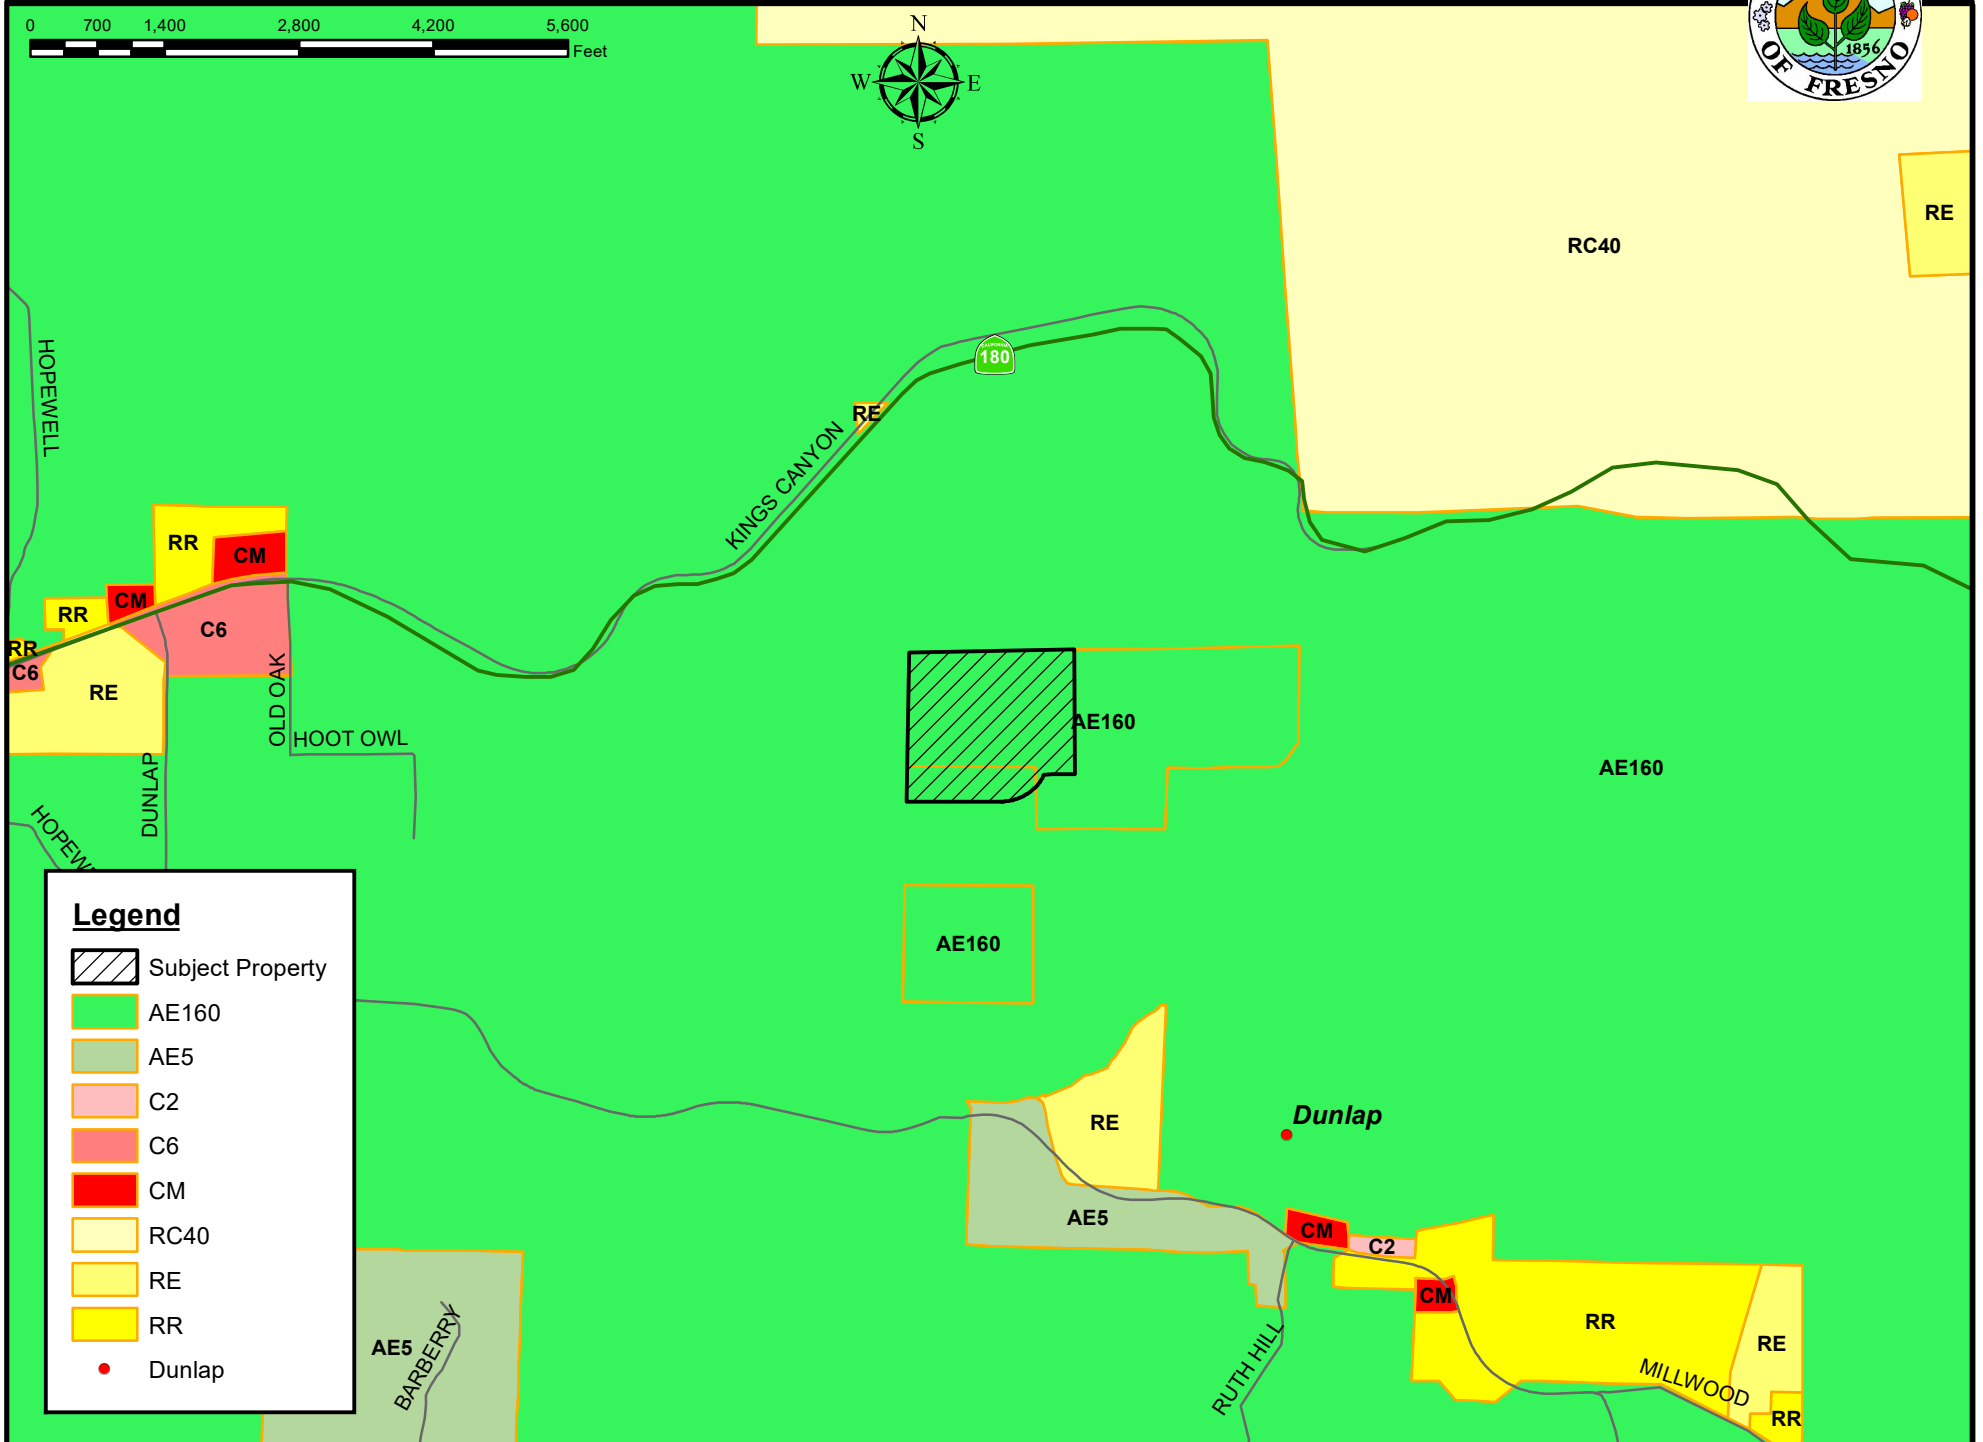 0 700 1,400 2,800 4,200 5,600
Feet
N
W E
S
1856
OF FRESNO
RE
RC40
HOPEWELL
CALIFORNIA
180
RE
KINGS CANYON
RR
CM
CM
RR
C6
RR
C6
RE
OLD OAK
HOOT OWL
DUNLAP
AE160
AE160
AE160
RE
Dunlap
AE5
CM
C2
CM
RR
RE
AE5
BARBERRY
RUTH HILL
MILLWOOD
RR
Legend
Subject Property
AE160
AE5
C2
C6
CM
RC40
RE
RR
Dunlap